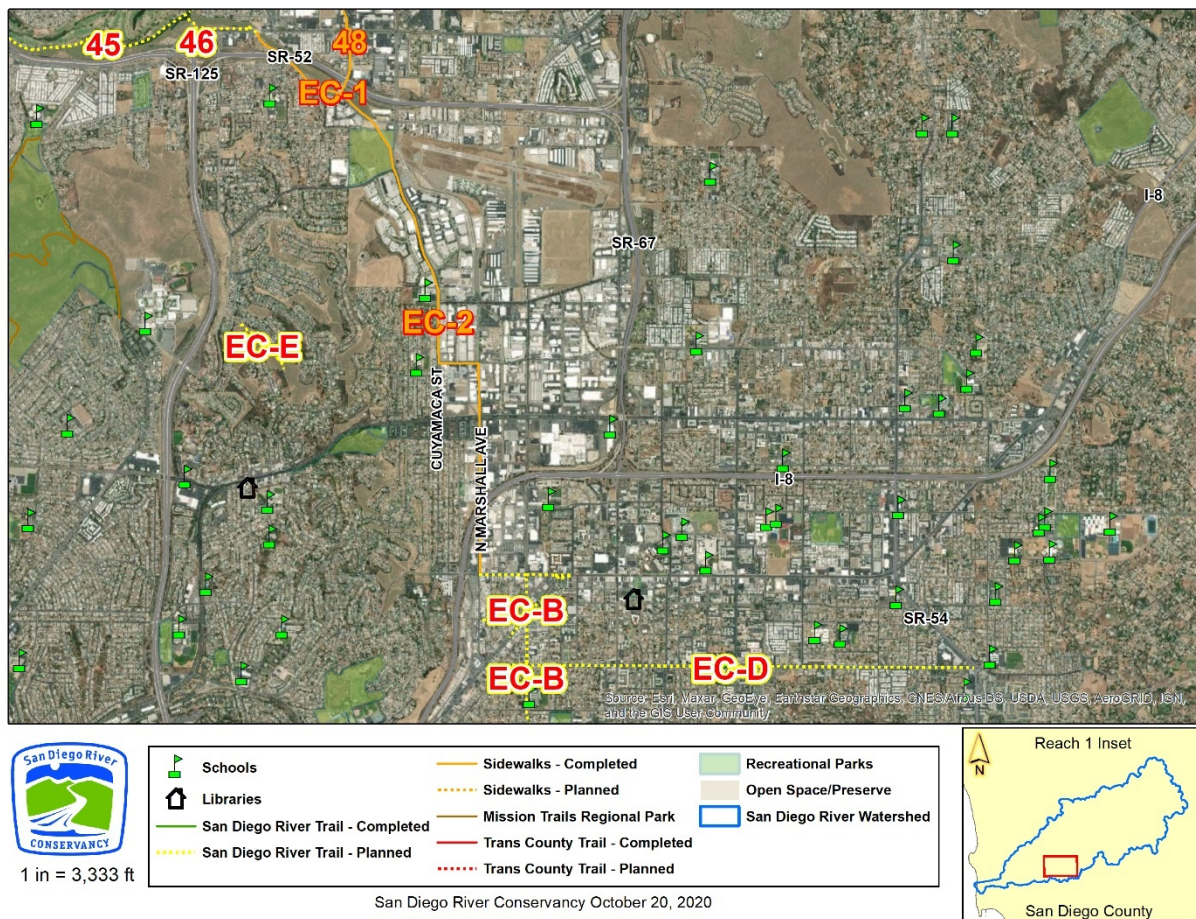 45
46
48
SR-52
SR-125
EC-1
I-8
SR-67
EC-E
EC-2
CUYAMACA ST
N MARSHALL AVE
I-8
EC-B
SR-54
EC-B
EC-D
Source: Esri, Maxar, GeoEye, Earthstar Geographics, CNES/Airbus DS, USDA, USGS, AeroGRID, IGN,
and the GIS User Community
San Diego River
CONSERVANCY
1 in = 3,333 ft
Schools
Libraries
San Diego River Trail - Completed
San Diego River Trail - Planned
Sidewalks - Completed
Sidewalks - Planned
Mission Trails Regional Park
Trans County Trail - Completed
Trans County Trail - Planned
Recreational Parks
Open Space/Preserve
San Diego River Watershed
San Diego River Conservancy October 20, 2020
Reach 1 Inset
N
San Diego County